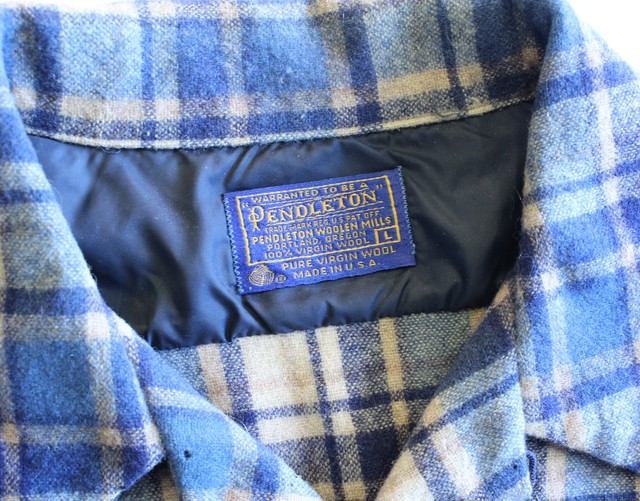 "WARRANTED TO BE A
PENDLETON"
TRADE-MARK REG. U.S. PAT. OFF.
PENDLETON WOOLEN MILLS
PORTLAND, OREGON
100% VIRGIN WOOL L
PURE VIRGIN WOOL
MADE IN U.S.A.